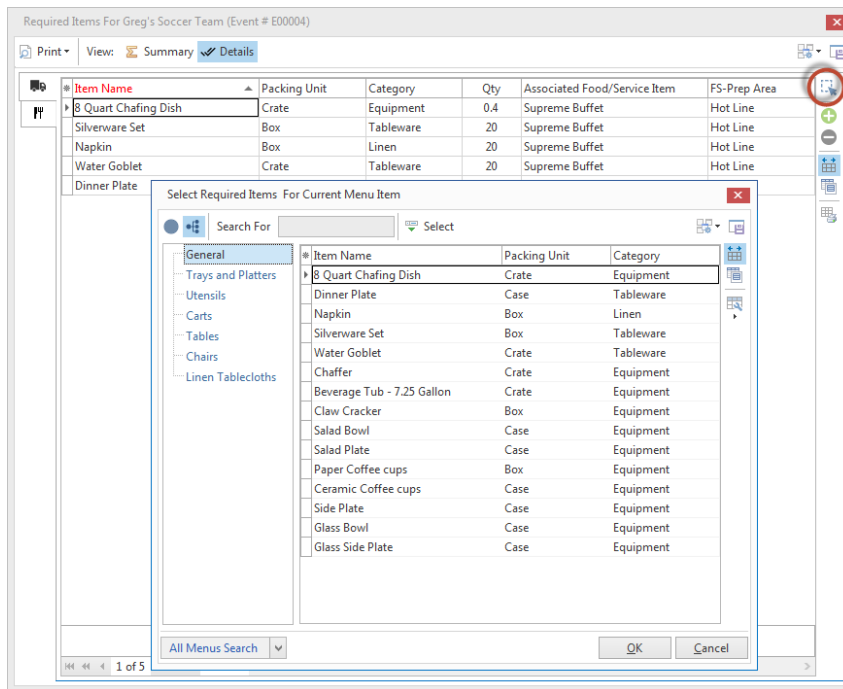 Required Items For Greg's Soccer Team (Event # E00004)
Print View: Summary Details
Item Name Packing Unit Category Qty Associated Food/Service Item FS-Prep Area
8 Quart Chafing Dish Crate Equipment 0.4 Supreme Buffet Hot Line
Silverware Set Box Tableware 20 Supreme Buffet Hot Line
Napkin Box Linen 20 Supreme Buffet Hot Line
Water Goblet Crate Tableware 20 Supreme Buffet Hot Line
Dinner Plate
Select Required Items For Current Menu Item
Search For Select
General
Trays and Platters
Utensils
Carts
Tables
Chairs
Linen Tablecloths
Item Name Packing Unit Category
8 Quart Chafing Dish Crate Equipment
Dinner Plate Case Tableware
Napkin Box Linen
Silverware Set Box Tableware
Water Goblet Crate Tableware
Chaffer Crate Equipment
Beverage Tub - 7.25 Gallon Crate Equipment
Claw Cracker Box Equipment
Salad Bowl Case Equipment
Salad Plate Case Equipment
Paper Coffee cups Box Equipment
Ceramic Coffee cups Case Equipment
Side Plate Case Equipment
Glass Bowl Case Equipment
Glass Side Plate Case Equipment
All Menus Search OK Cancel
1 of 5